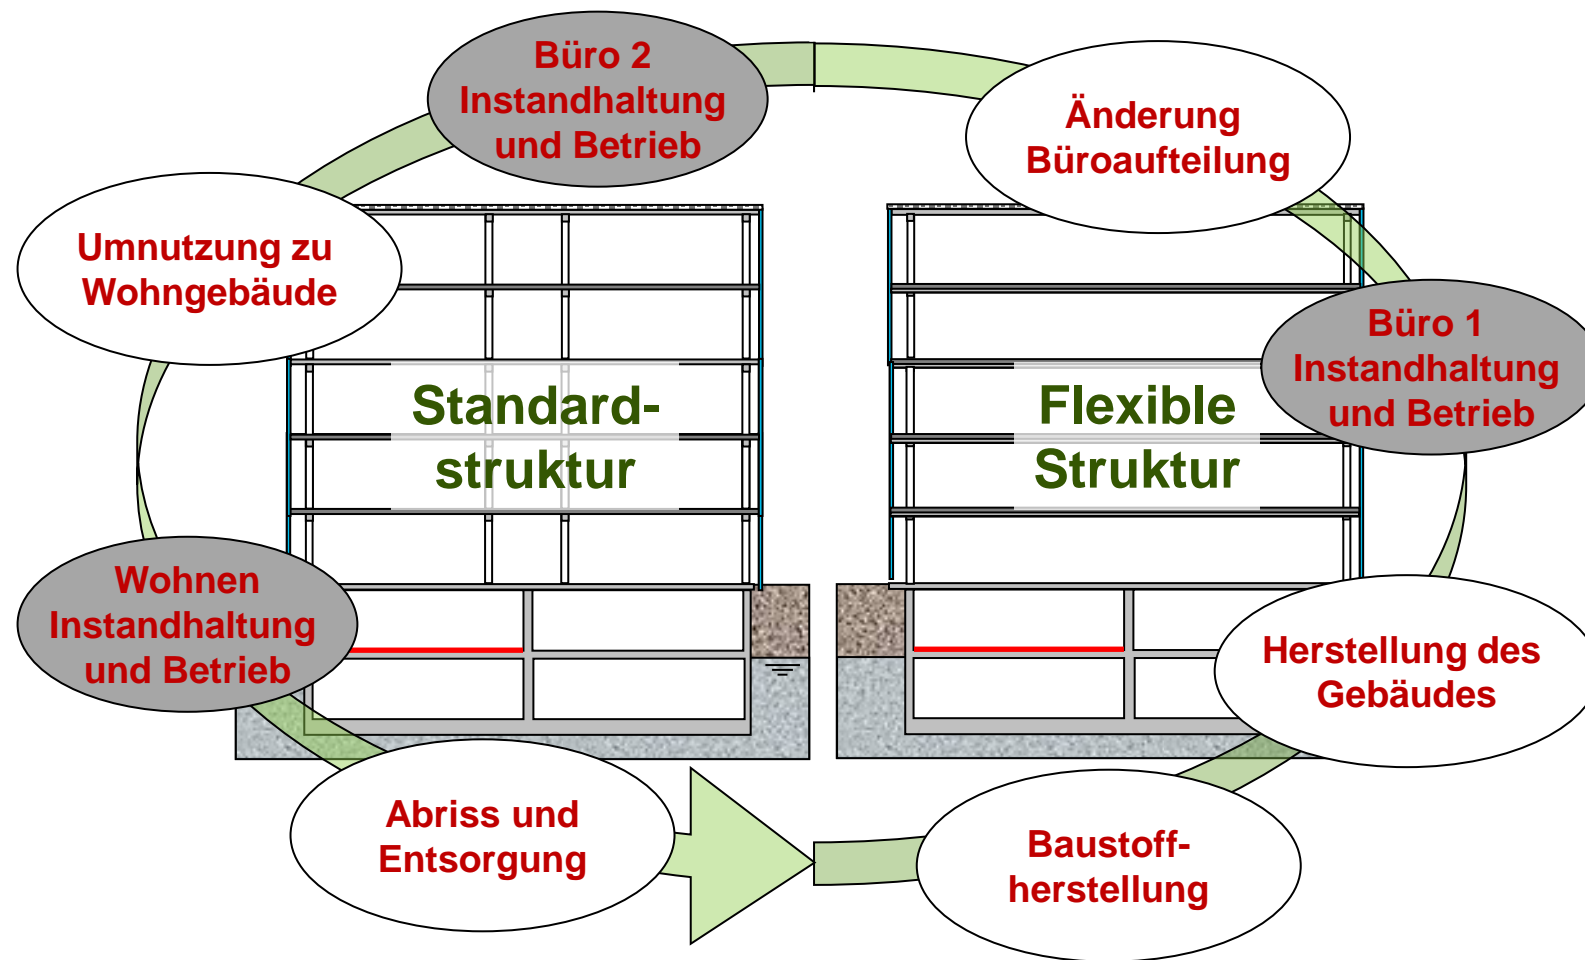 Büro 2
Instandhaltung
und Betrieb
Änderung
Büroaufteilung
Umnutzung zu
Wohngebäude
Büro 1
Instandhaltung
und Betrieb
Standard-
struktur
Flexible
Struktur
Wohnen
Instandhaltung
und Betrieb
Herstellung des
Gebäudes
Abriss und
Entsorgung
Baustoff-
herstellung